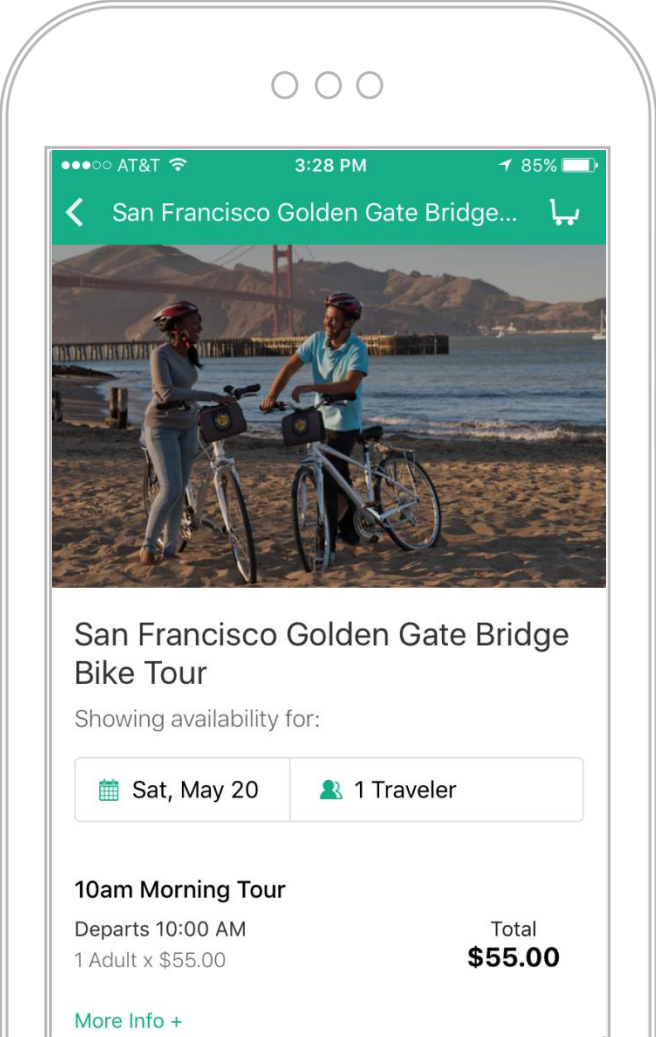 AT&T 3:28 PM 85%
San Francisco Golden Gate Bridge...
San Francisco Golden Gate Bridge
Bike Tour
Showing availability for:
Sat, May 20 1 Traveler
10am Morning Tour
Departs 10:00 AM Total
1 Adult x $55.00 $55.00
More Info +